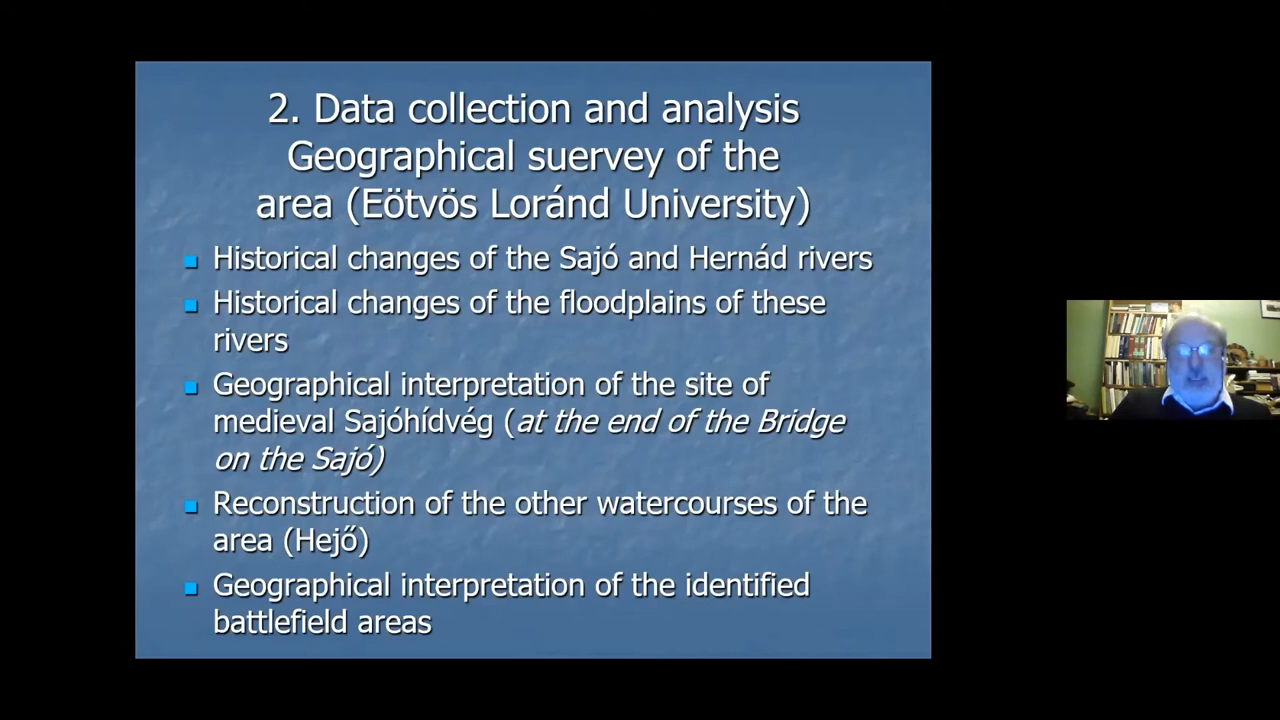 2. Data collection and analysis
Geographical suervey of the
area (Eötvös Loránd University)
Historical changes of the Sajó and Hernád rivers
Historical changes of the floodplains of these
rivers
Geographical interpretation of the site of
medieval Sajóhídvég (at the end of the Bridge
on the Sajó)
Reconstruction of the other watercourses of the
area (Hejő)
Geographical interpretation of the identified
battlefield areas